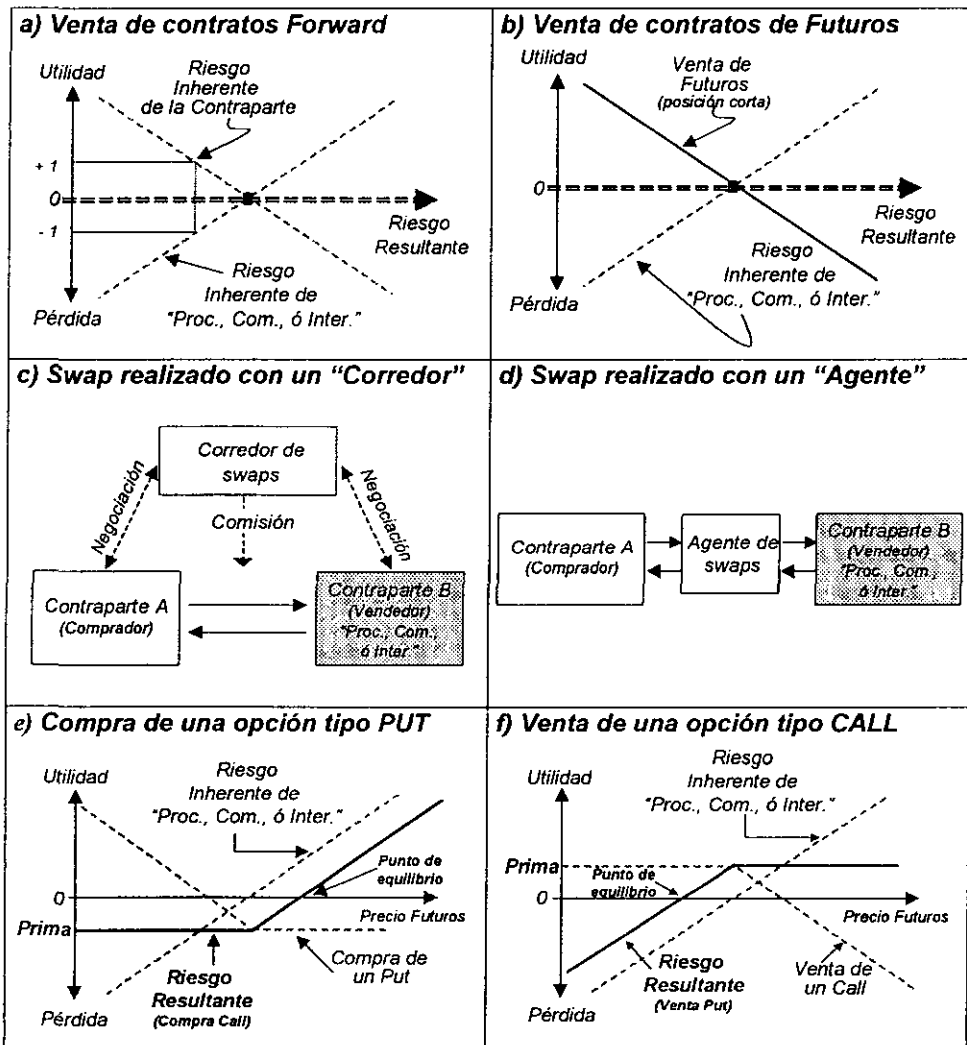 a) Venta de contratos Forward
Utilidad
Riesgo
Inherente
de la Contraparte
+ 1
0
- 1
Riesgo
Resultante
Riesgo
Inherente de
"Proc., Com., ó Inter."
Pérdida
b) Venta de contratos de Futuros
Utilidad
Venta de
Futuros
(posición corta)
0
Riesgo
Resultante
Riesgo
Inherente de
"Proc., Com., ó Inter."
Pérdida
c) Swap realizado con un "Corredor"
Corredor de
swaps
Negociación
Negociación
Comisión
Contraparte A
(Comprador)
Contraparte B
(Vendedor)
"Proc., Com.,
ó Inter."
d) Swap realizado con un "Agente"
Contraparte A
(Comprador)
Agente de
swaps
Contraparte B
(Vendedor)
"Proc., Com.,
ó Inter."
e) Compra de una opción tipo PUT
Utilidad
Riesgo
Inherente de
"Proc., Com., ó Inter."
Punto de
equilibrio
0
Precio Futuros
Prima
Compra de
un Put
Riesgo
Resultante
(Compra Call)
Pérdida
f) Venta de una opción tipo CALL
Utilidad
Riesgo
Inherente de
"Proc., Com., ó Inter."
Prima
Punto de
equilibrio
0
Precio Futuros
Riesgo
Resultante
(Venta Put)
Venta de
un Call
Pérdida